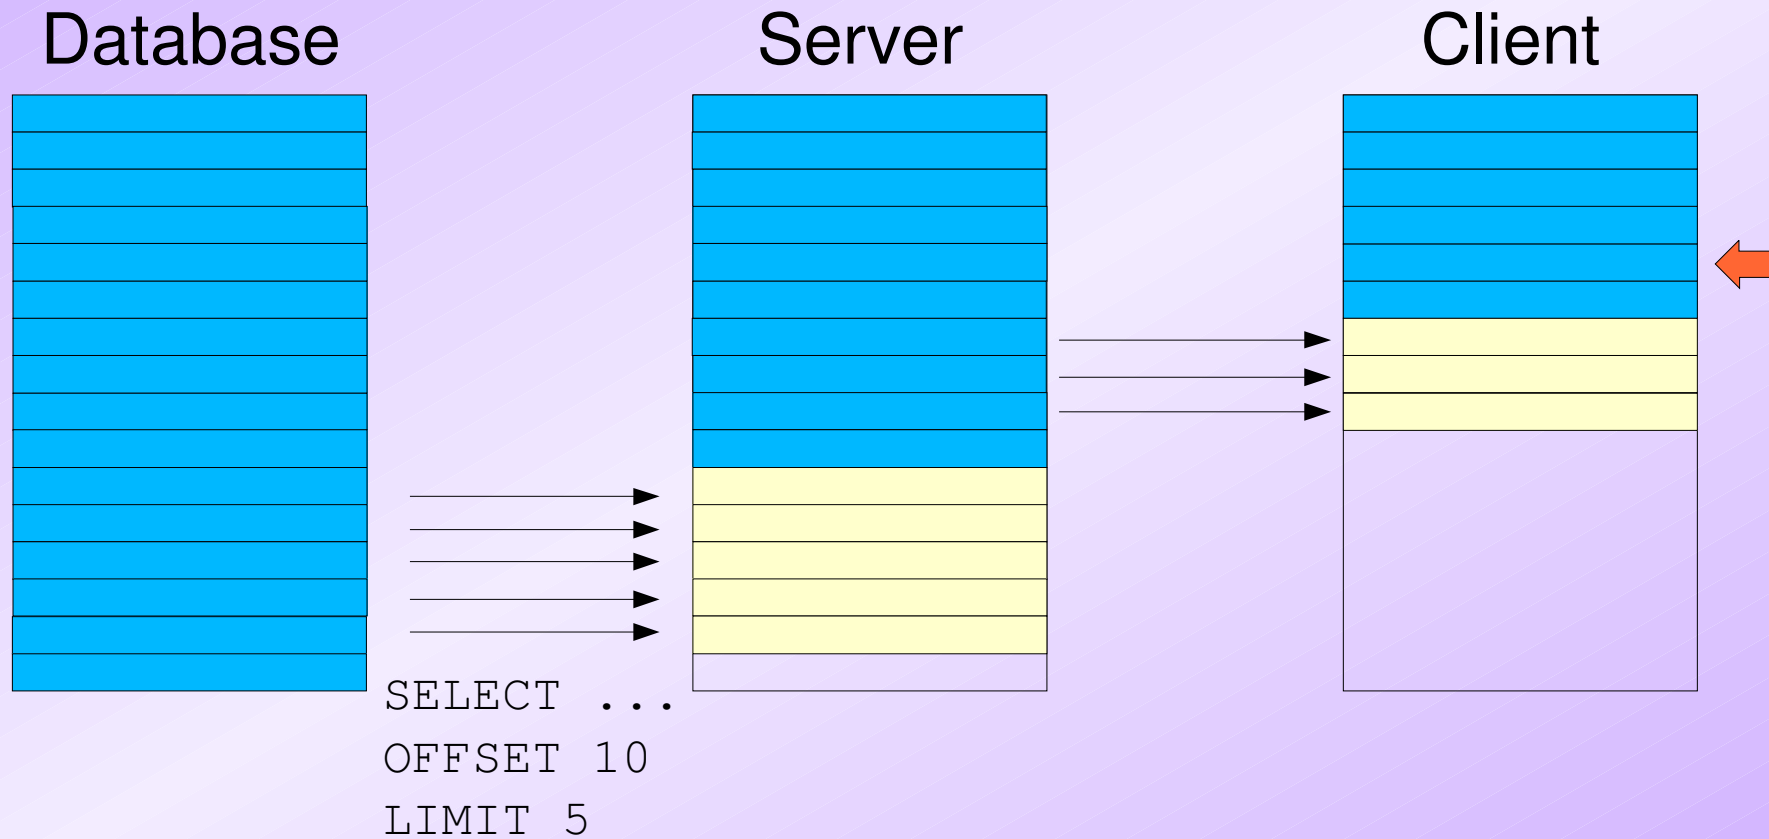 Database
Server
Client
SELECT ...
OFFSET 10
LIMIT 5